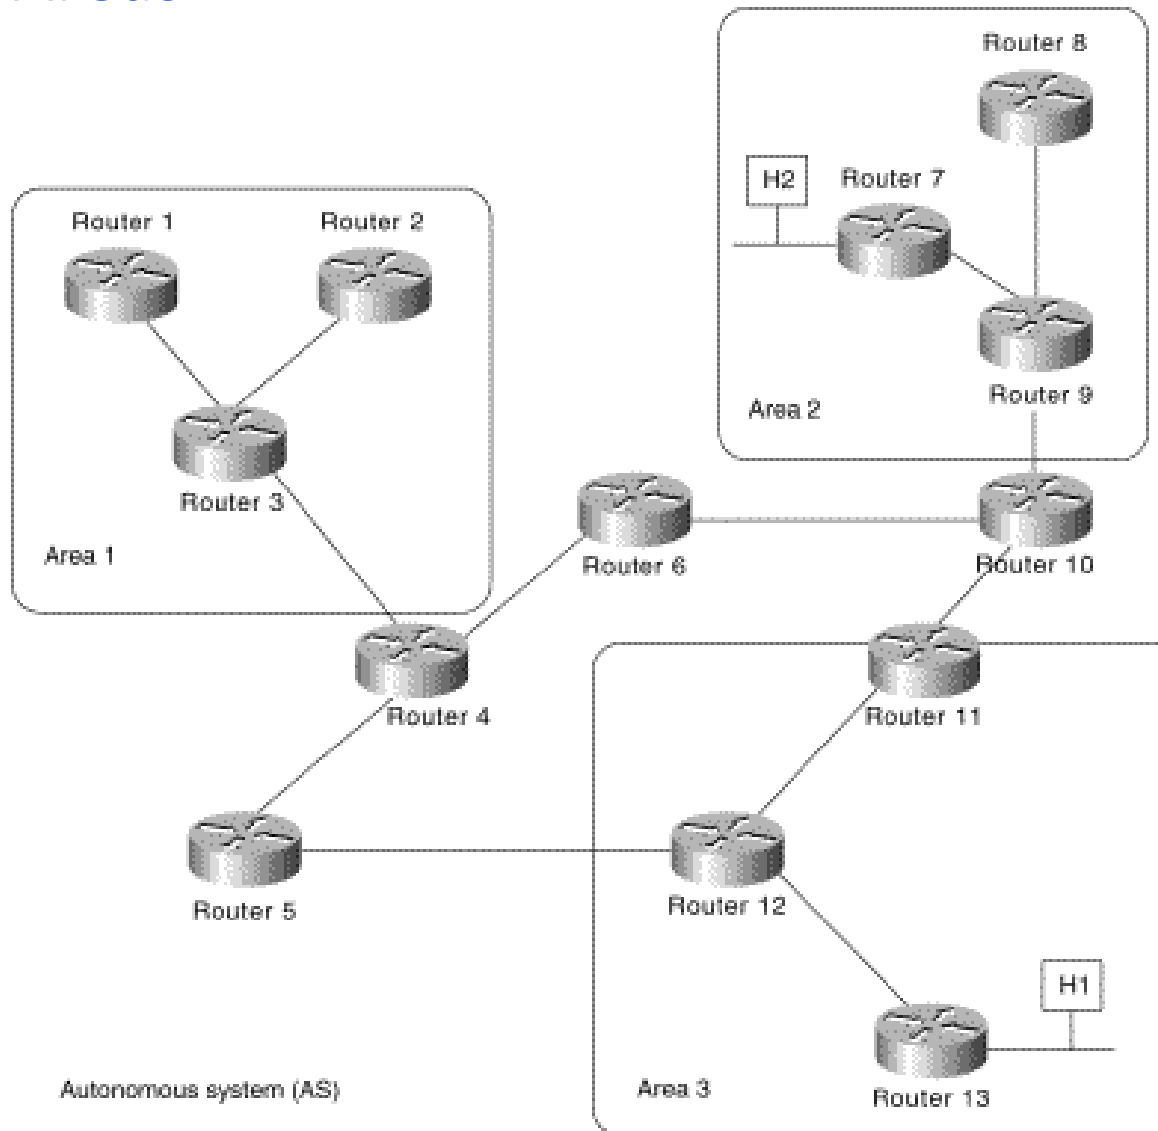 Router 8
H2
Router 7
Router 1
Router 2
Router 9
Area 2
Router 3
Area 1
Router 6
Router 10
Router 4
Router 11
Router 5
Router 12
H1
Autonomous system (AS)
Area 3
Router 13